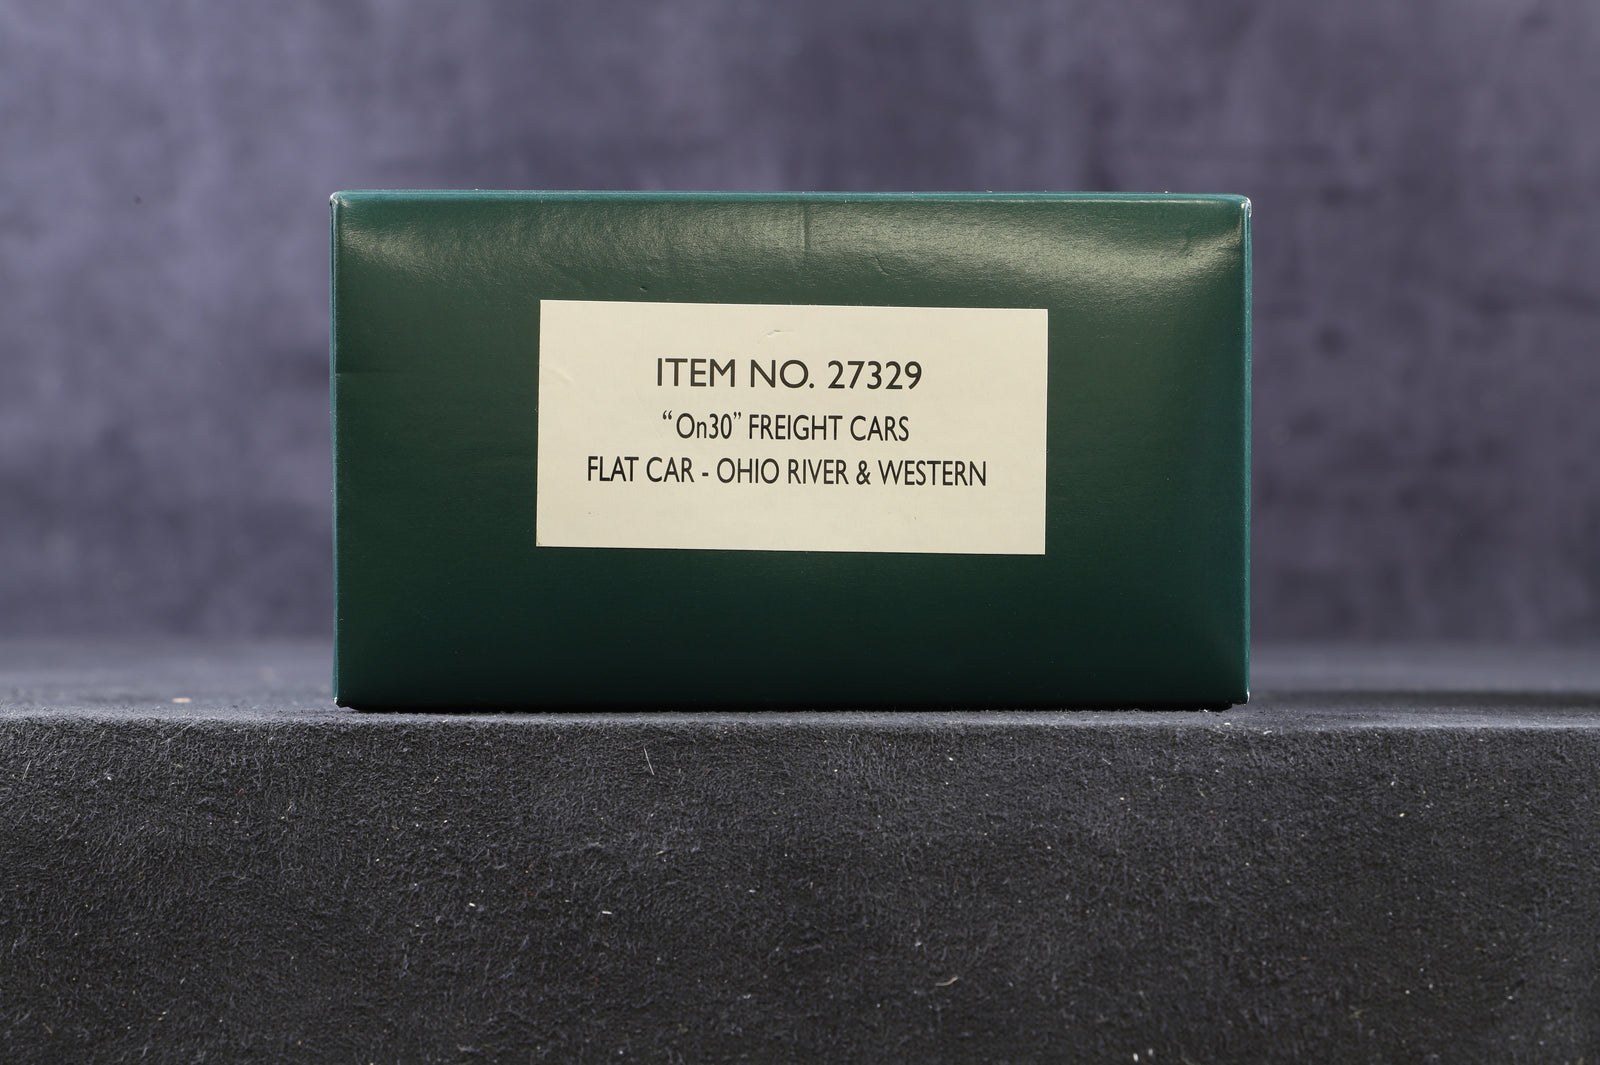 ITEM NO. 27329
“On30” FREIGHT CARS
FLAT CAR - OHIO RIVER & WESTERN